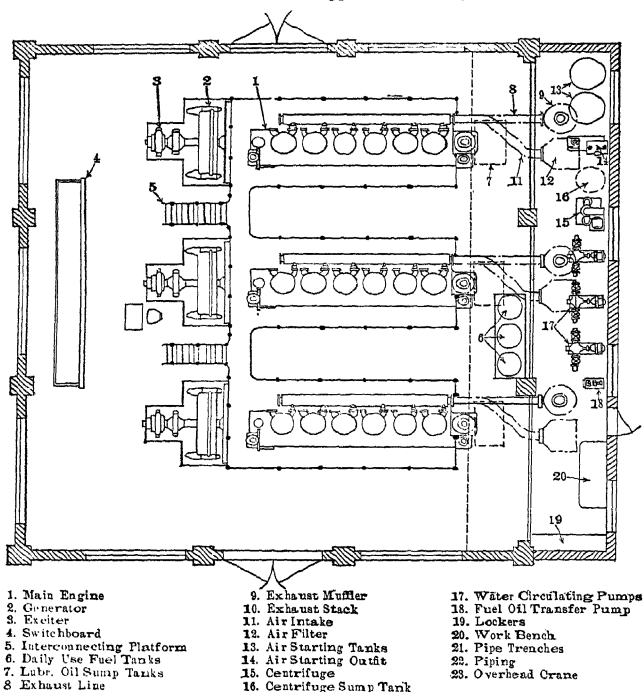 3
2
1
8
9
13
4
7
11
12
14
16
15
5
17
6
18
20
19
1. Main Engine
2. Generator
3. Exciter
4. Switchboard
5. Interconnecting Platform
6. Daily Use Fuel Tanks
7. Lubr. Oil Sump Tanks
8 Exhaust Line
9. Exhaust Muffler
10. Exhaust Stack
11. Air Intake
12. Air Filter
13. Air Starting Tanks
14. Air Starting Outfit
15. Centrifuge
16. Centrifuge Sump Tank
17. Water Circulating Pumps
18. Fuel Oil Transfer Pump
19. Lockers
20. Work Bench
21. Pipe Trenches
22. Piping
23. Overhead Crane